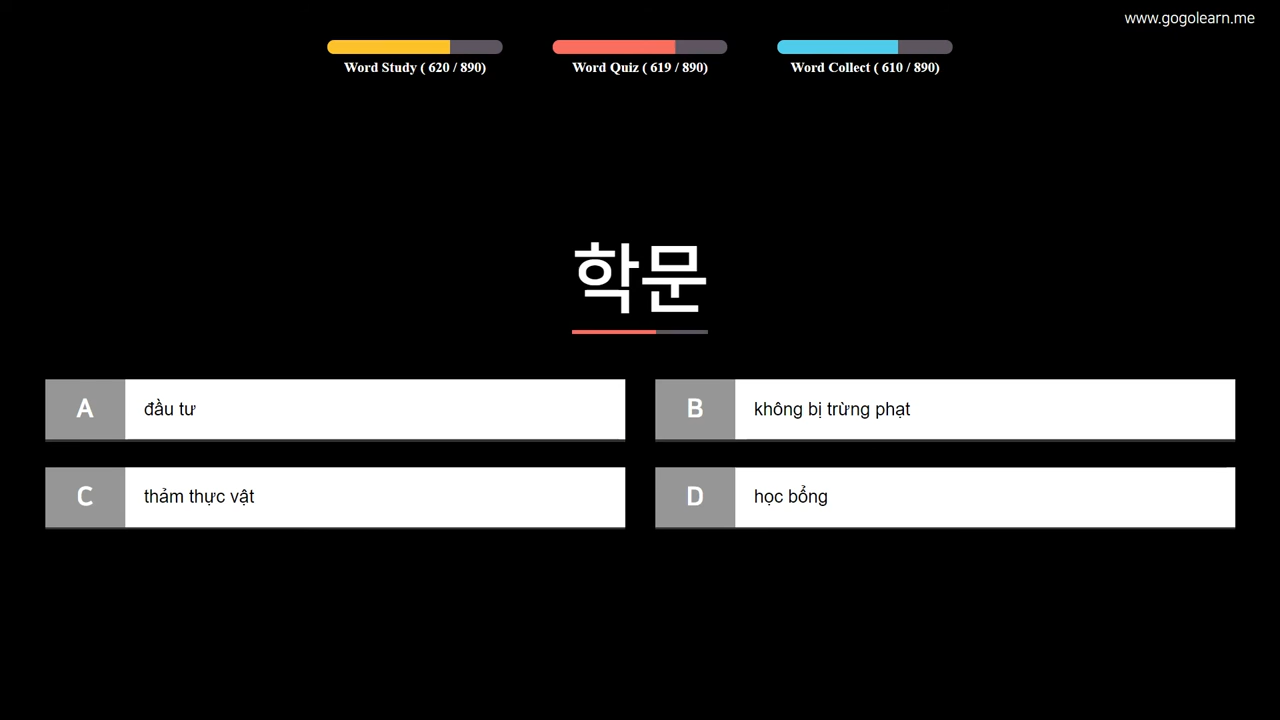 www.gogolearn.me
Word Study ( 620 / 890)
Word Quiz ( 619 / 890)
Word Collect ( 610 / 890)
학문
A đầu tư
B không bị trừng phạt
C thảm thực vật
D học bổng